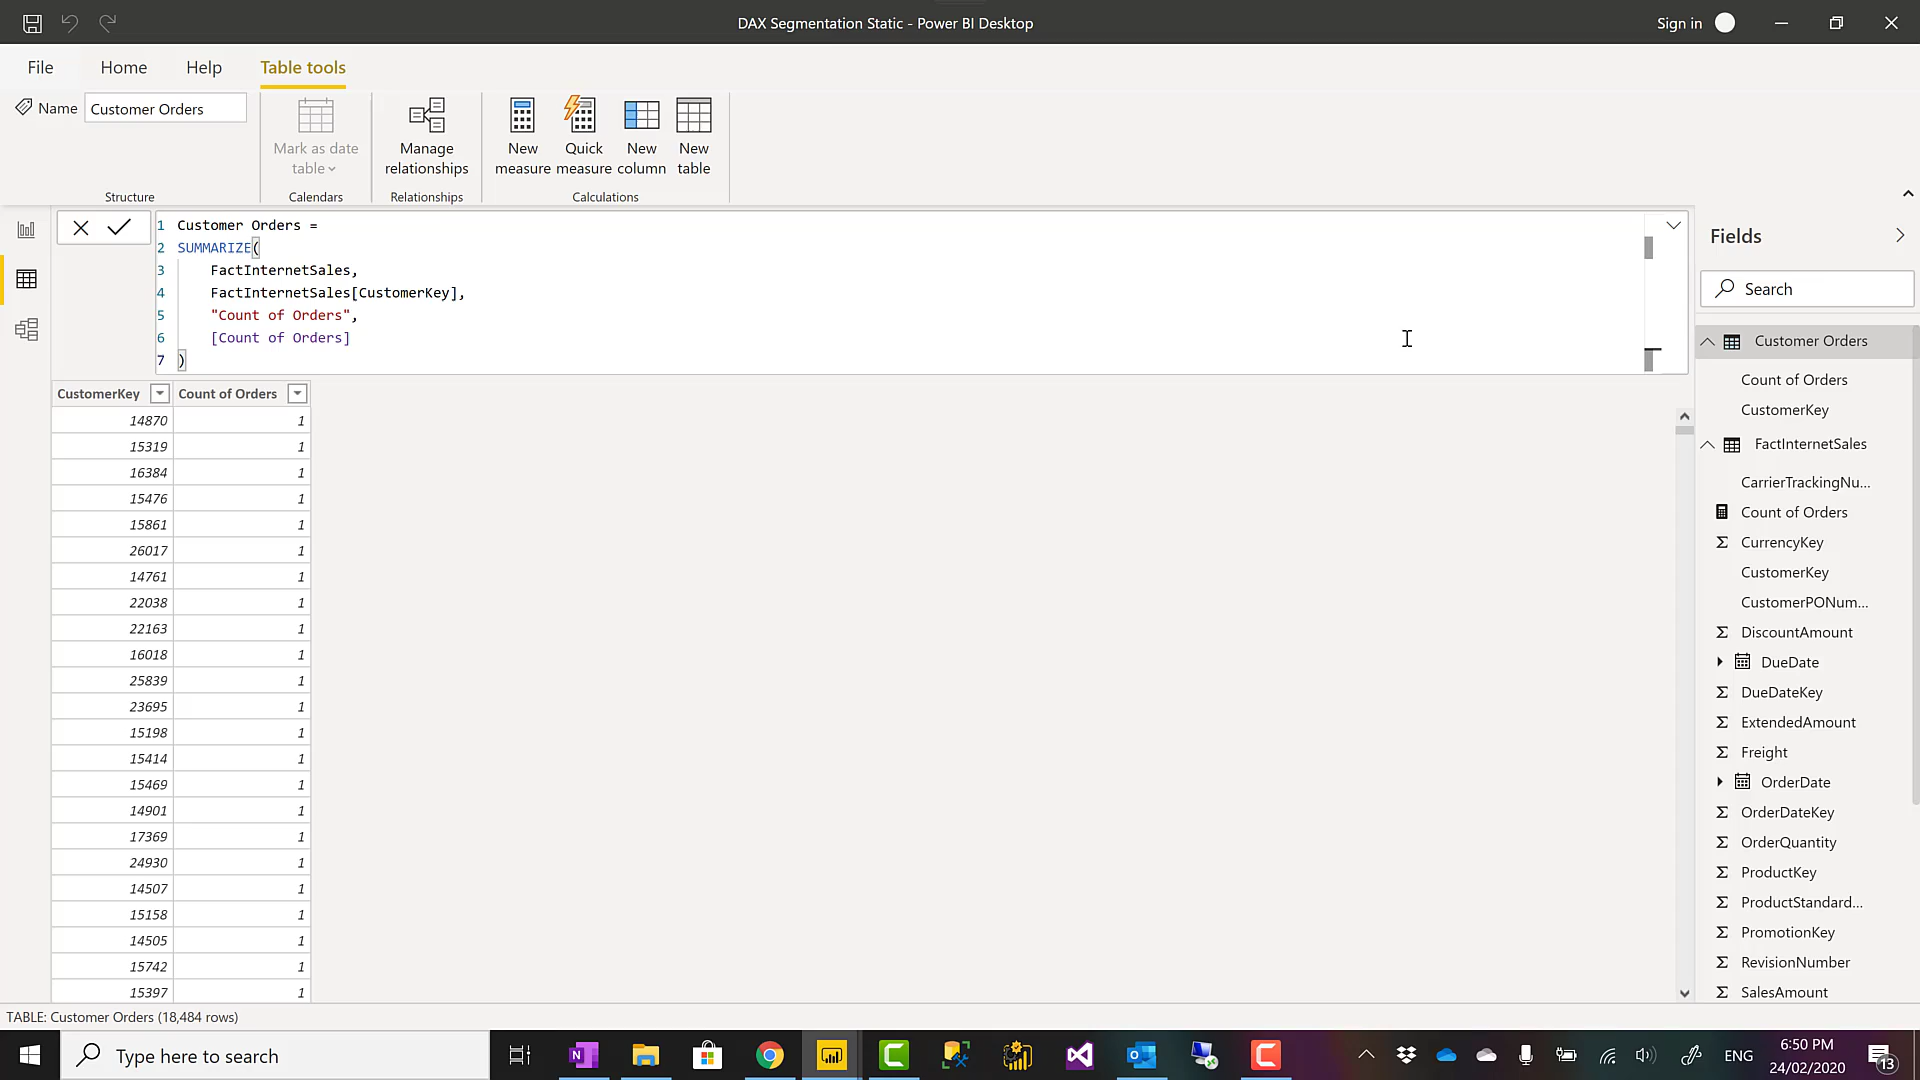 DAX Segmentation Static - Power BI Desktop
Sign in
File
Home
Help
Table tools
Name
Customer Orders
Mark as date
table
Manage
relationships
New
measure
Quick
measure
New
column
New
table
Structure
Calendars
Relationships
Calculations
1 Customer Orders =
2 SUMMARIZE(
3 FactInternetSales,
4 FactInternetSales[CustomerKey],
5 "Count of Orders",
6 [Count of Orders]
7 )
CustomerKey Count of Orders
14870 1
15319 1
16384 1
15476 1
15861 1
26017 1
14761 1
22038 1
22163 1
16018 1
25839 1
23695 1
15198 1
15414 1
15469 1
14901 1
17369 1
24930 1
14507 1
15158 1
14505 1
15742 1
15397 1
Fields
Search
Customer Orders
Count of Orders
CustomerKey
FactInternetSales
CarrierTrackingNu...
Count of Orders
CurrencyKey
CustomerKey
CustomerPONum...
DiscountAmount
DueDate
DueDateKey
ExtendedAmount
Freight
OrderDate
OrderDateKey
OrderQuantity
ProductKey
ProductStandard...
PromotionKey
RevisionNumber
SalesAmount
TABLE: Customer Orders (18,484 rows)
Type here to search
ENG
6:50 PM
24/02/2020
13